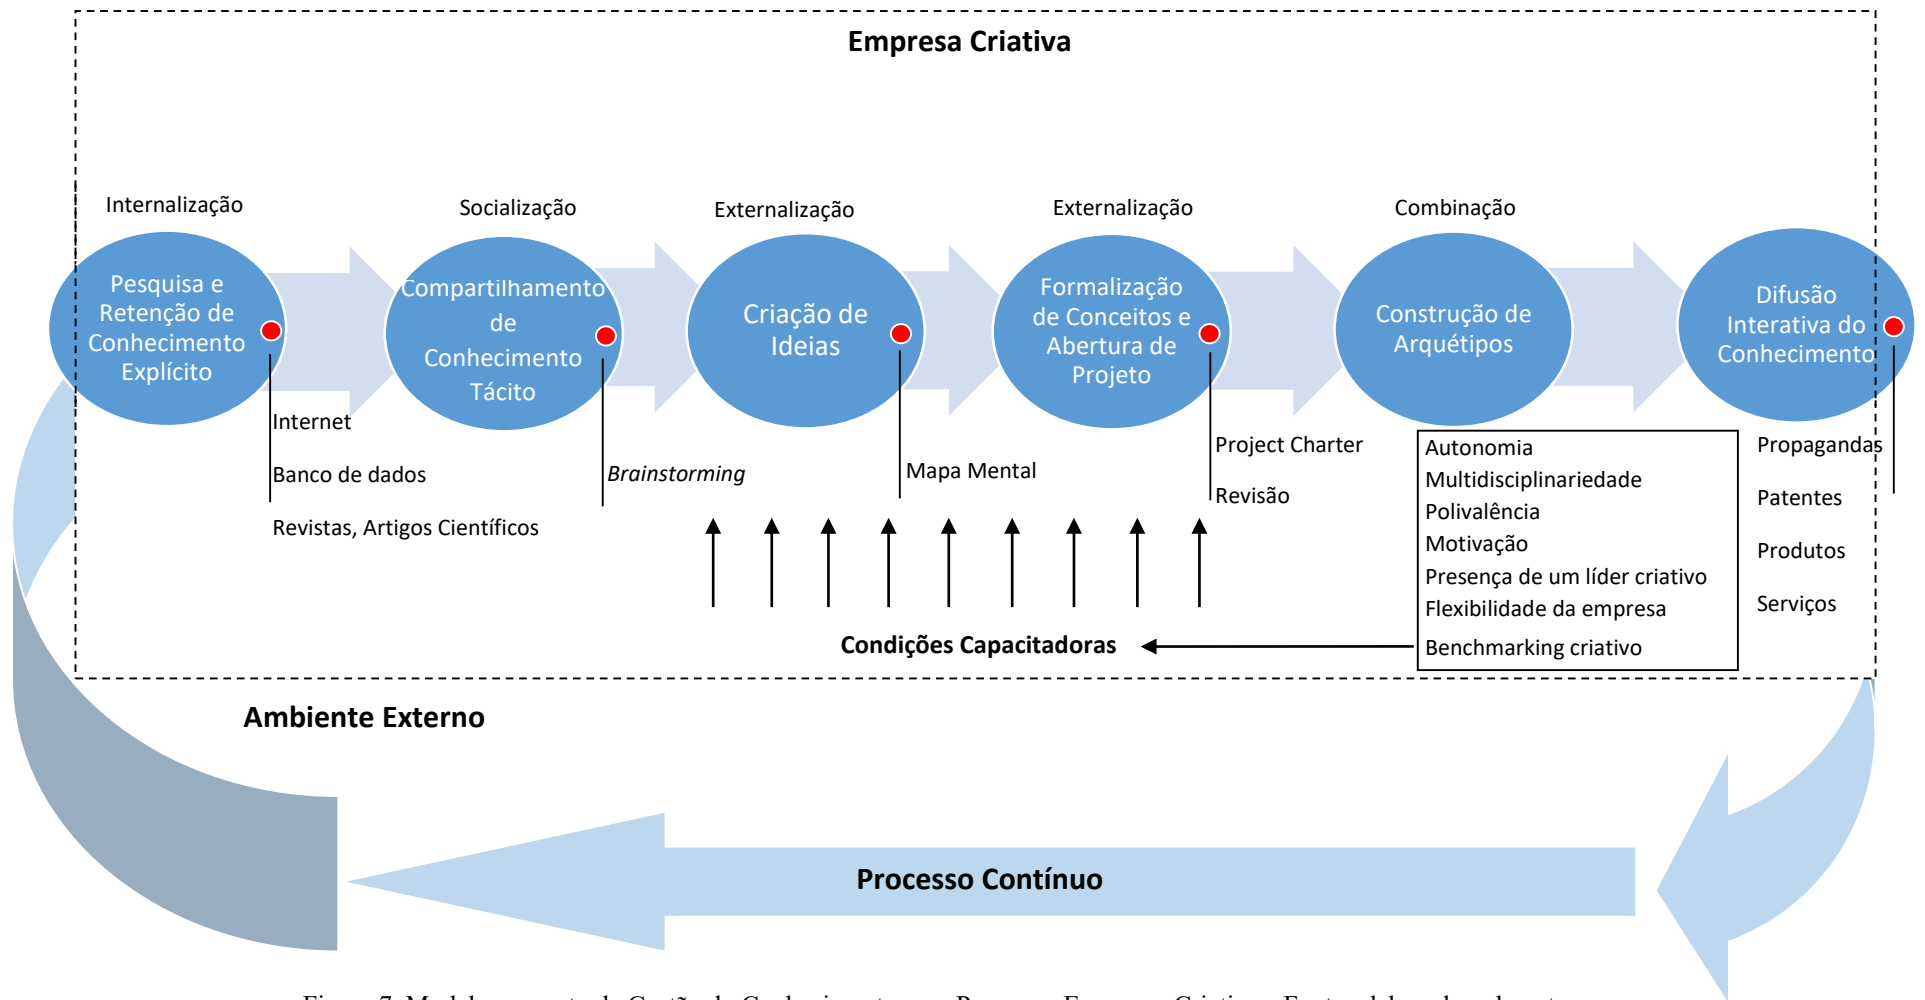 Empresa Criativa
Internalização
Socialização
Externalização
Externalização
Combinação
Pesquisa e
Retenção de
Conhecimento
Explícito
Compartilhamento
de
Conhecimento
Tácito
Criação de
Ideias
Formalização
de Conceitos e
Abertura de
Projeto
Construção de
Arquétipos
Difusão
Interativa do
Conhecimento
Internet
Banco de dados
Revistas, Artigos Científicos
Brainstorming
Mapa Mental
Project Charter
Revisão
Autonomia
Multidisciplinariedade
Polivalência
Motivação
Presença de um líder criativo
Flexibilidade da empresa
Benchmarking criativo
Propagandas
Patentes
Produtos
Serviços
Condições Capacitadoras
Ambiente Externo
Processo Contínuo